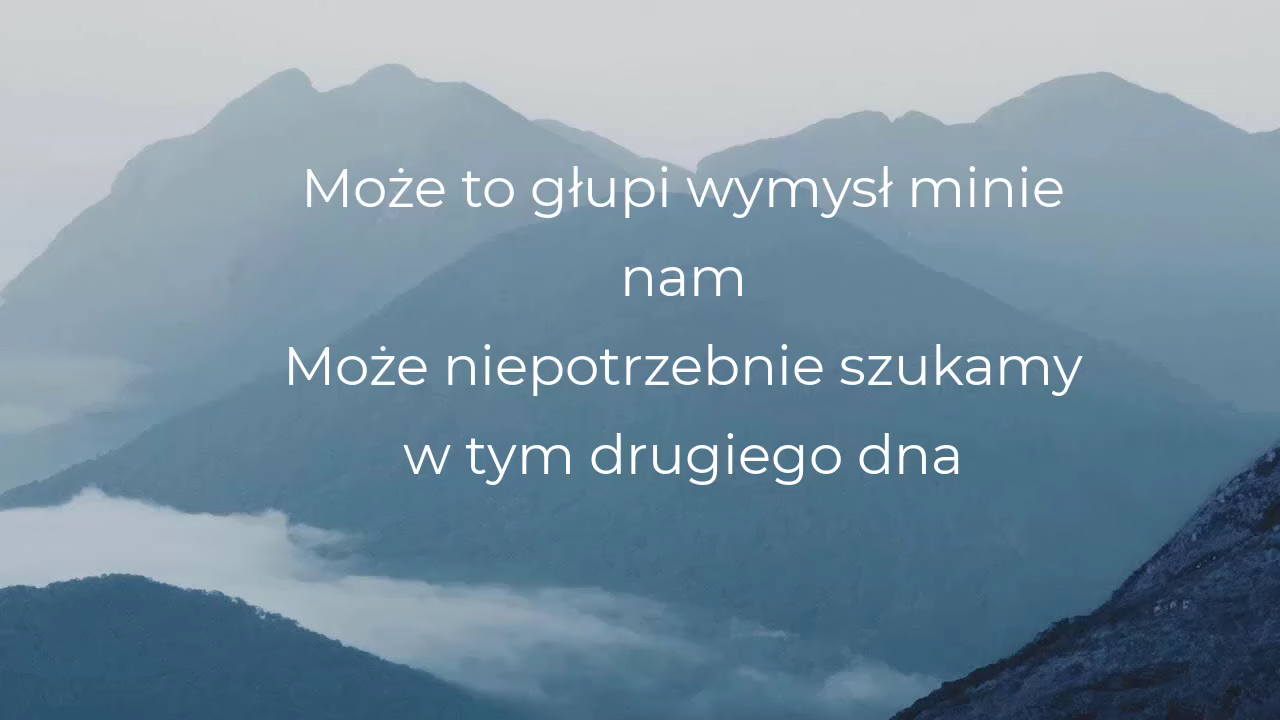 Może to głupi wymysł minie
nam
Może niepotrzebnie szukamy
w tym drugiego dna